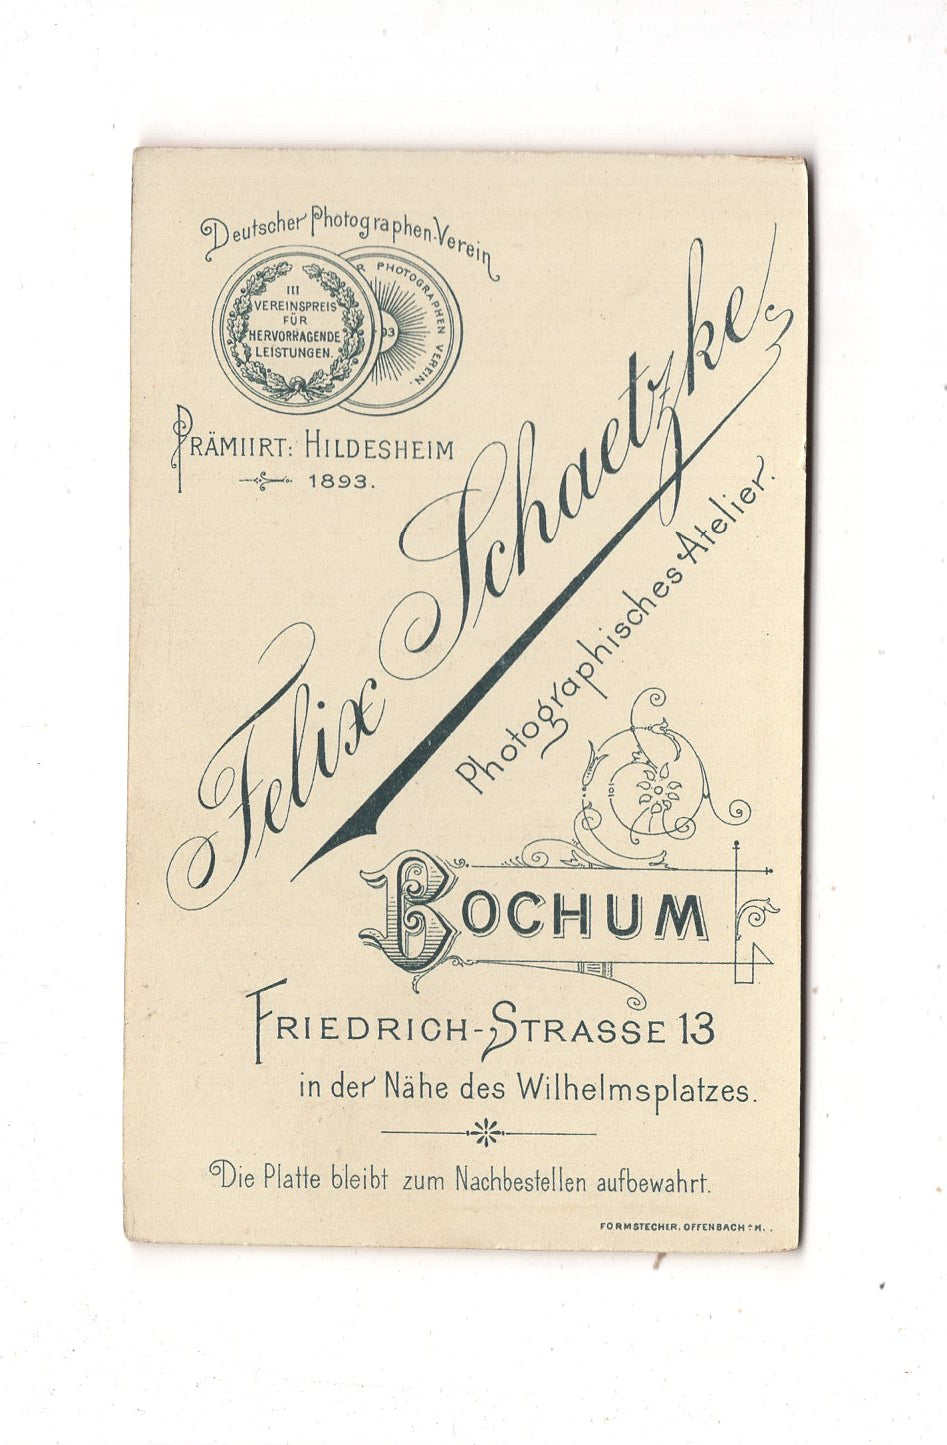 Deutscher Photographen-Verein
III
VEREINSPREIS
FÜR
HERVORRAGENDE
LEISTUNGEN.
R PHOTOGRAPHEN VEREIN.
93
PRÄMIIRT: HILDESHEIM
1893.
Felix Schaetzke
Photographisches Atelier.
101
BOCHUM
FRIEDRICH-STRASSE 13
in der Nähe des Wilhelmsplatzes.
Die Platte bleibt zum Nachbestellen aufbewahrt.
FORMSTECHER, OFFENBACH a. M.